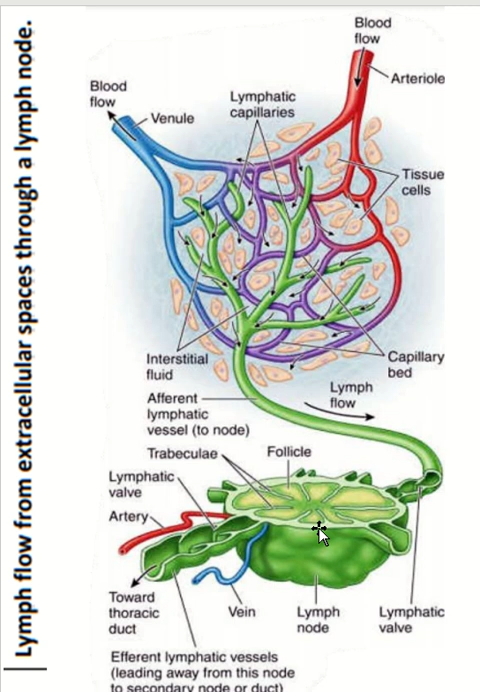 Lymph flow from extracellular spaces through a lymph node.
Blood
flow
Arteriole
Blood
flow
Venule
Lymphatic
capillaries
Tissue
cells
Interstitial
fluid
Capillary
bed
Afferent
lymphatic
vessel (to node)
Lymph
flow
Trabeculae
Follicle
Lymphatic
valve
Artery
Toward
thoracic
duct
Vein
Lymph
node
Lymphatic
valve
Efferent lymphatic vessels
(leading away from this node
to secondary node or duct)